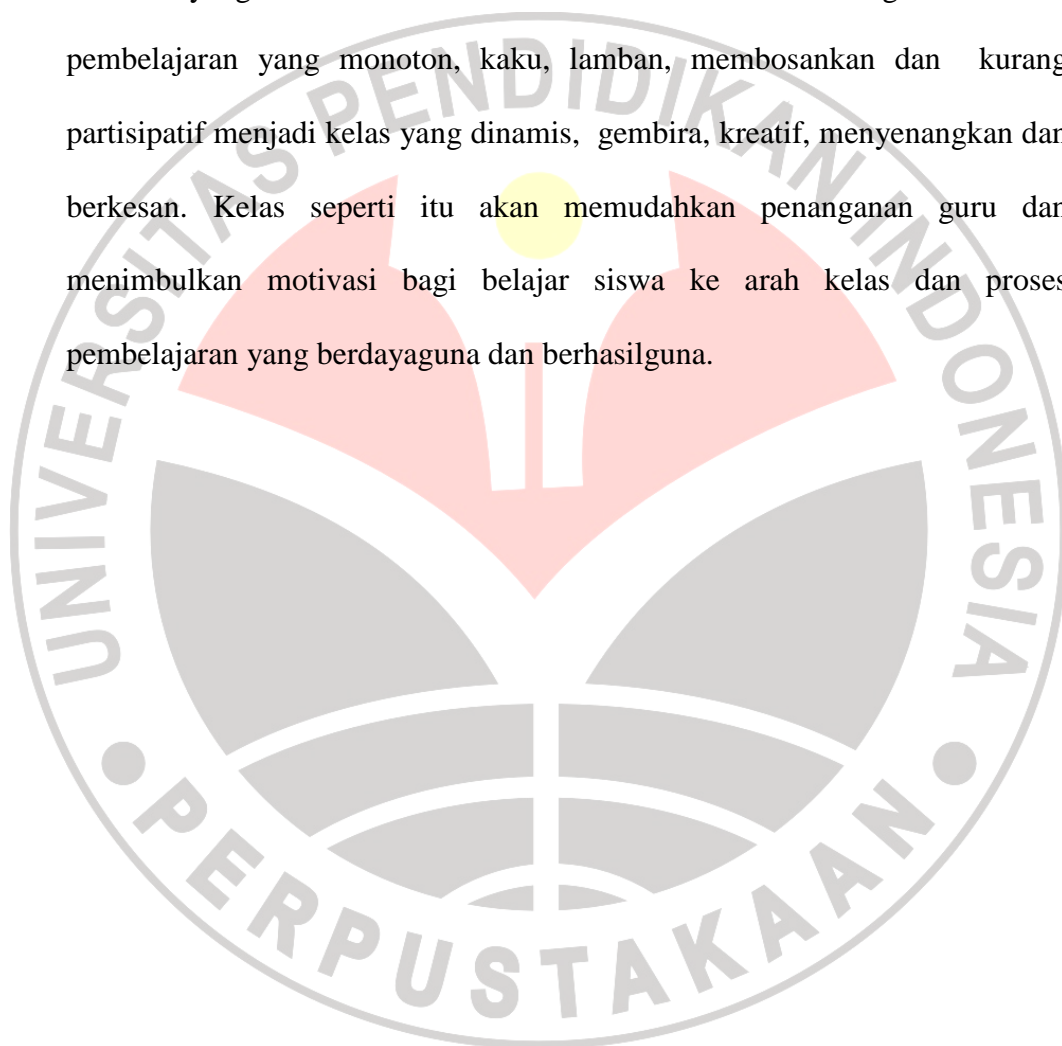 yang
pembelajaran yang monoton, kaku, lamban, membosankan dan kurang
partisipatif menjadi kelas yang dinamis, gembira, kreatif, menyenangkan dan
berkesan. Kelas seperti itu akan memudahkan penanganan guru dan
menimbulkan motivasi bagi belajar siswa ke arah kelas dan proses
pembelajaran yang berdayaguna dan berhasilguna.
UNIVERSITAS PENDIDIKAN INDONESIA
PERPUSTAKAAN